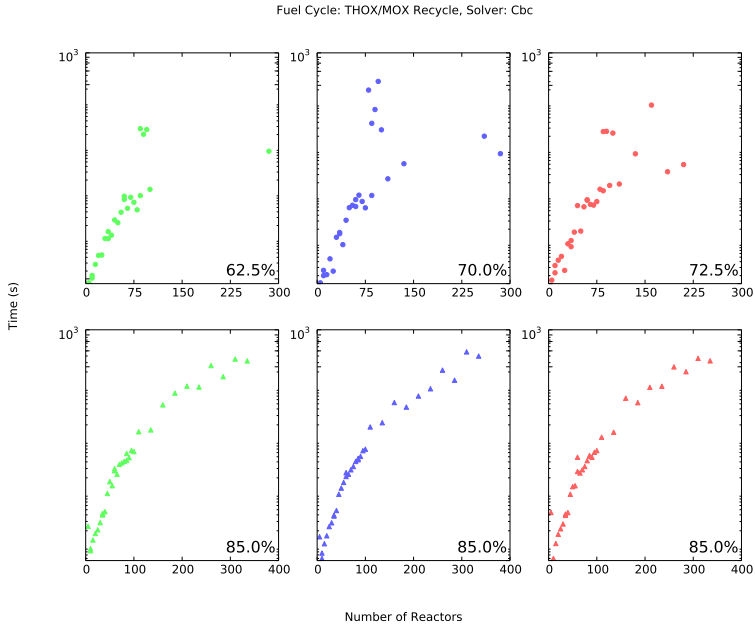 Fuel Cycle: THOX/MOX Recycle, Solver: Cbc
10³ 10³ 10³
62.5% 70.0% 72.5%
0 75 150 225 300 0 75 150 225 300 0 75 150 225 300
Time (s)
10³ 10³ 10³
85.0% 85.0% 85.0%
0 100 200 300 400 0 100 200 300 400 0 100 200 300 400
Number of Reactors